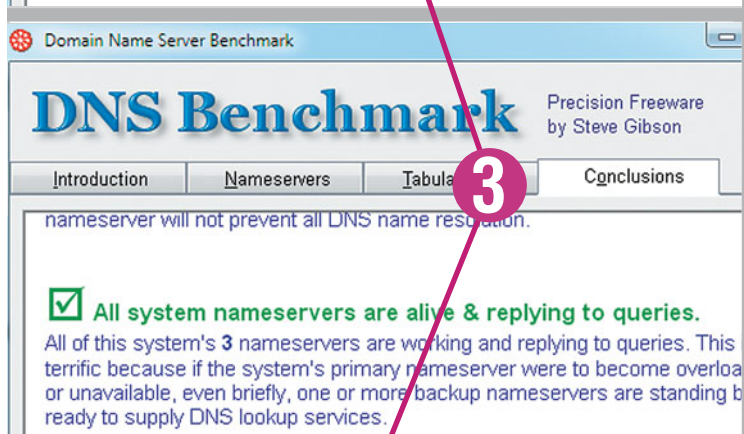 Domain Name Server Benchmark
DNS Benchmark
Precision Freeware
by Steve Gibson
Introduction Nameservers Tabula Conclusions
3
nameserver will not prevent all DNS name resolution.
All system nameservers are alive & replying to queries.
All of this system's 3 nameservers are working and replying to queries. This
terrific because if the system's primary nameserver were to become overloa
or unavailable, even briefly, one or more backup nameservers are standing b
ready to supply DNS lookup services.